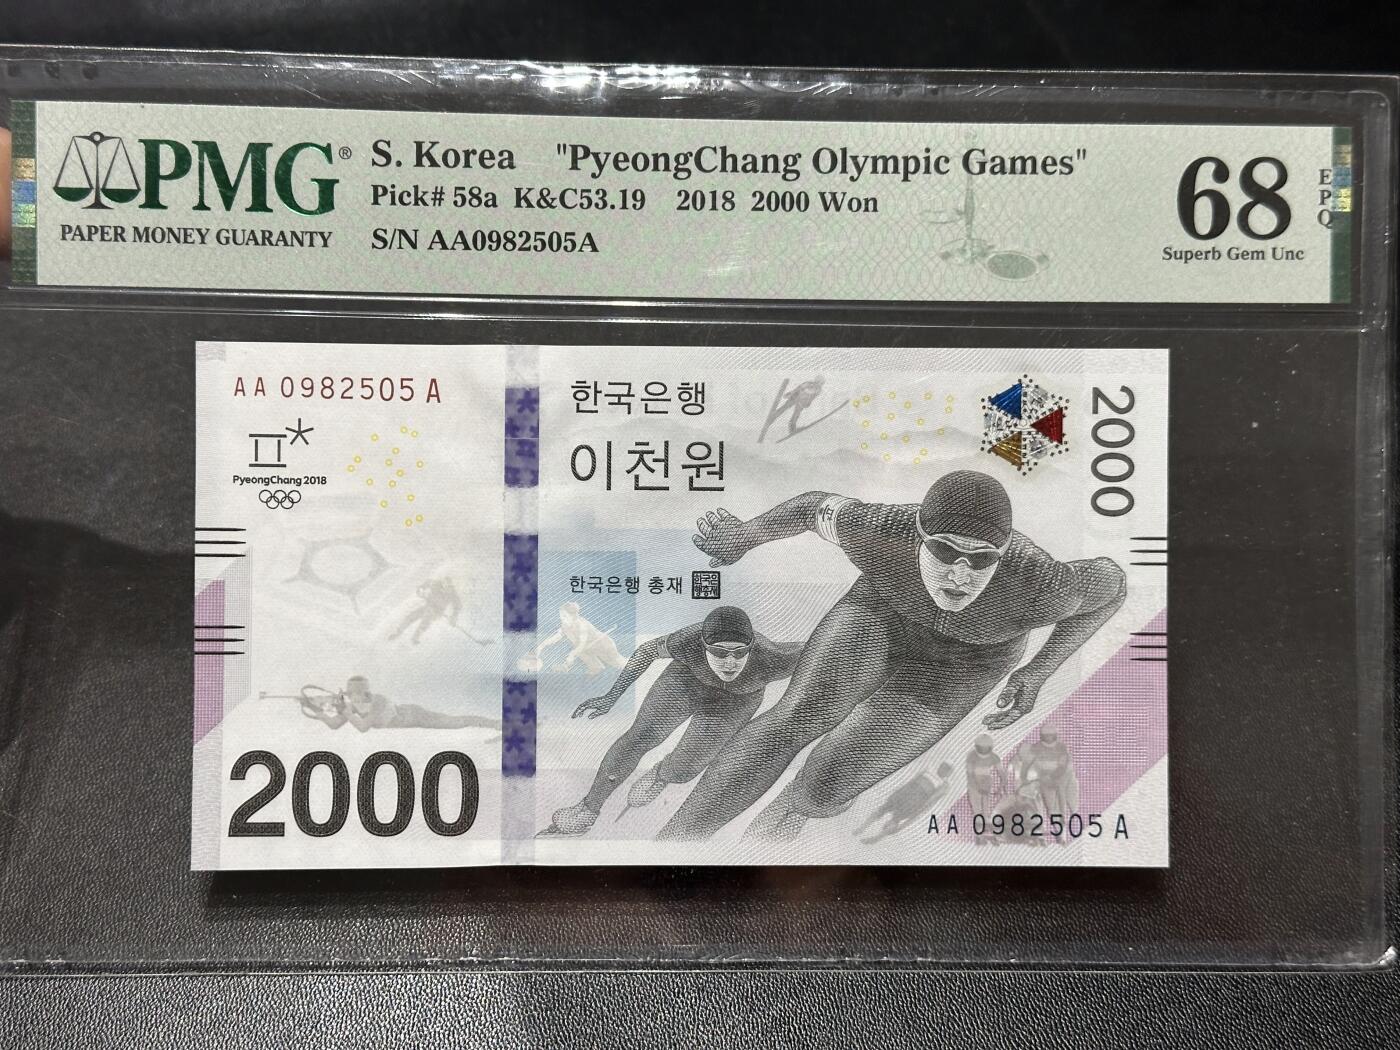 PMG®
PAPER MONEY GUARANTY
S. Korea "PyeongChang Olympic Games"
Pick# 58a K&C53.19 2018 2000 Won
S/N AA0982505A
68
EPQ
Superb Gem Unc
AA 0982505 A
PyeongChang 2018
한국은행
이천원
한국은행 총재
2000
2000
AA 0982505 A